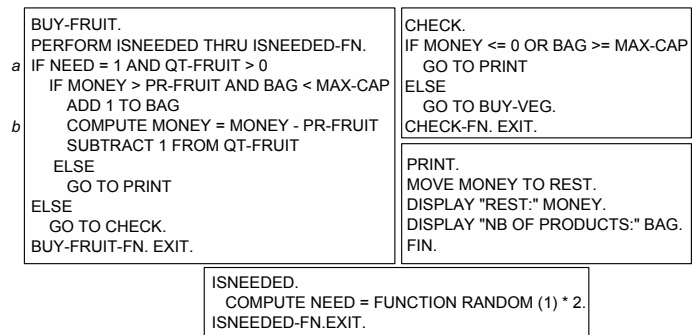 BUY-FRUIT.
PERFORM ISNEEDED THRU ISNEEDED-FN.
a IF NEED = 1 AND QT-FRUIT > 0
IF MONEY > PR-FRUIT AND BAG < MAX-CAP
ADD 1 TO BAG
b COMPUTE MONEY = MONEY - PR-FRUIT
SUBTRACT 1 FROM QT-FRUIT
ELSE
GO TO PRINT
ELSE
GO TO CHECK.
BUY-FRUIT-FN. EXIT.
CHECK.
IF MONEY <= 0 OR BAG >= MAX-CAP
GO TO PRINT
ELSE
GO TO BUY-VEG.
CHECK-FN. EXIT.
PRINT.
MOVE MONEY TO REST.
DISPLAY "REST:" MONEY.
DISPLAY "NB OF PRODUCTS:" BAG.
FIN.
ISNEEDED.
COMPUTE NEED = FUNCTION RANDOM (1) * 2.
ISNEEDED-FN.EXIT.